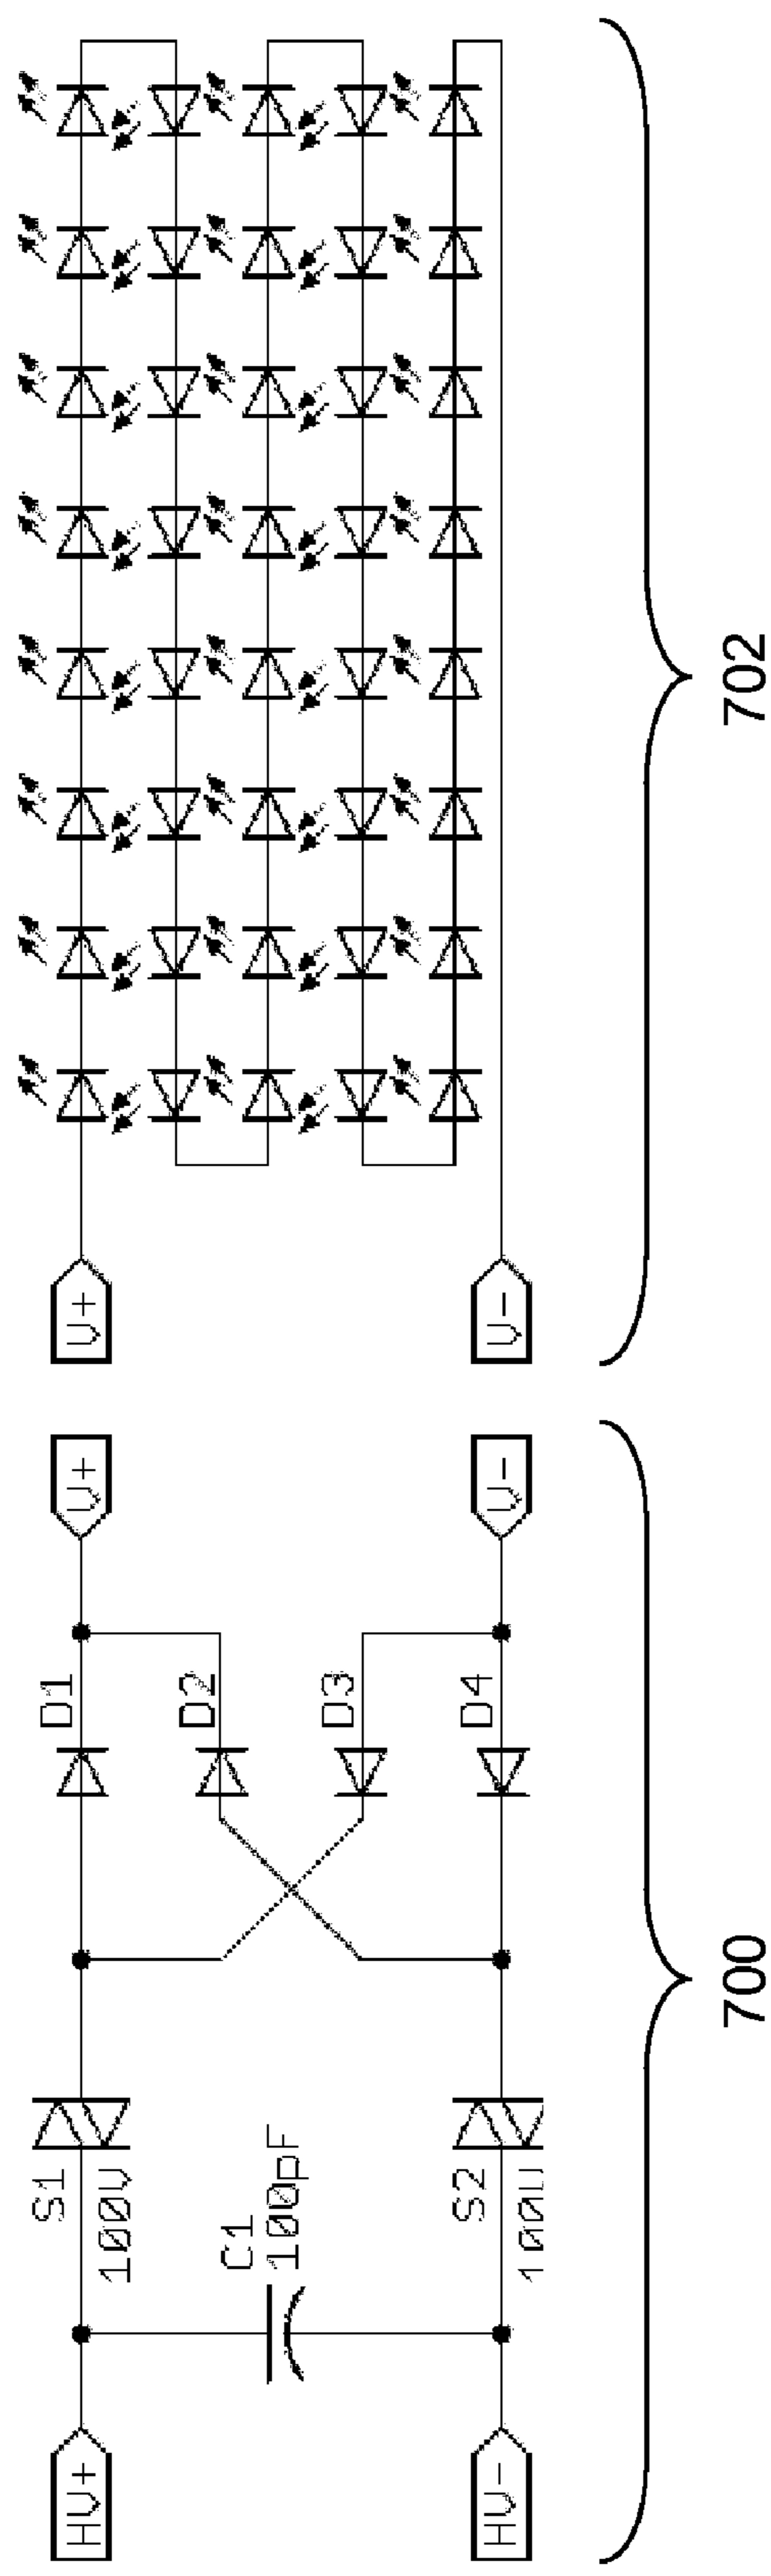 HV+
HV-
C1
100pF
S1
100V
S2
100V
D1
D2
D3
D4
V+
V-
700
V+
V-
702